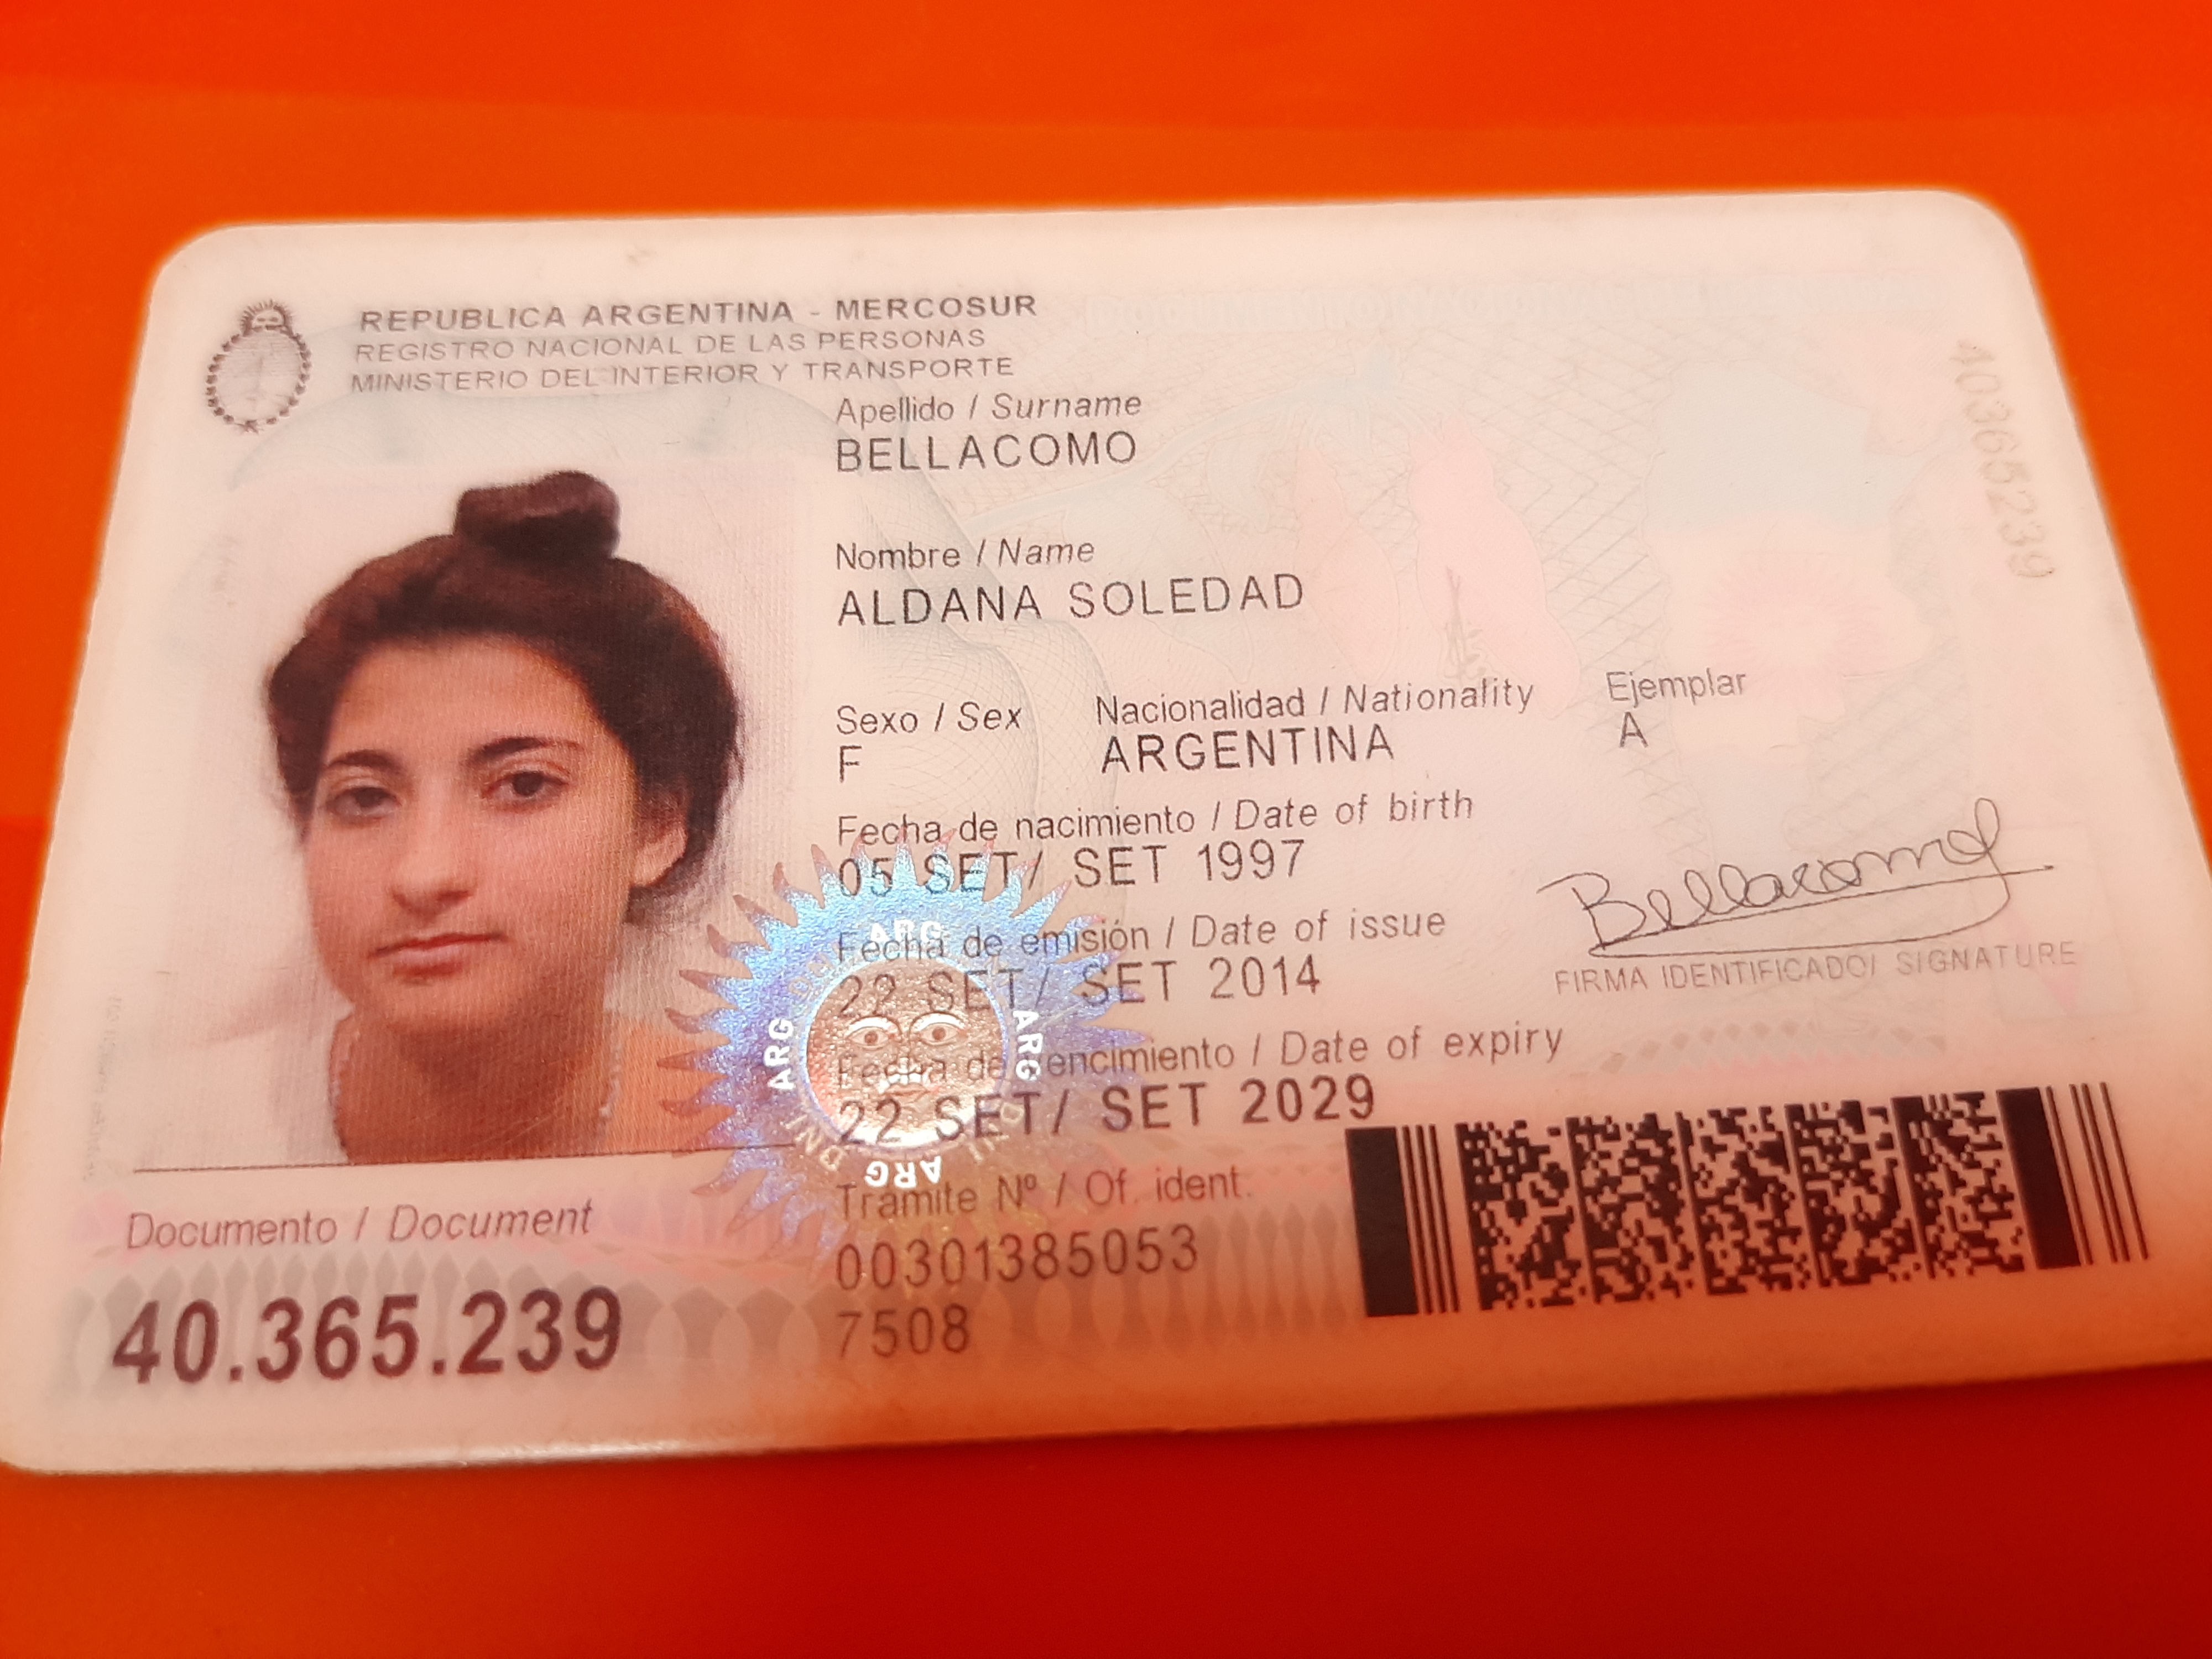 REPUBLICA ARGENTINA - MERCOSUR
REGISTRO NACIONAL DE LAS PERSONAS
MINISTERIO DEL INTERIOR Y TRANSPORTE
Apellido / Surname
BELLACOMO
Nombre / Name
ALDANA SOLEDAD
Sexo / Sex Nacionalidad / Nationality Ejemplar
F ARGENTINA A
Fecha de nacimiento / Date of birth
05 SET/ SET 1997
Fecha de emisión / Date of issue
22 SET/ SET 2014
Fecha de vencimiento / Date of expiry
22 SET/ SET 2029
Trámite Nº / Of. ident.
00301385053
7508
Documento / Document
40.365.239
Bellacomo
FIRMA IDENTIFICADO/ SIGNATURE
40365239
ARG
ARG
ARG
ARG